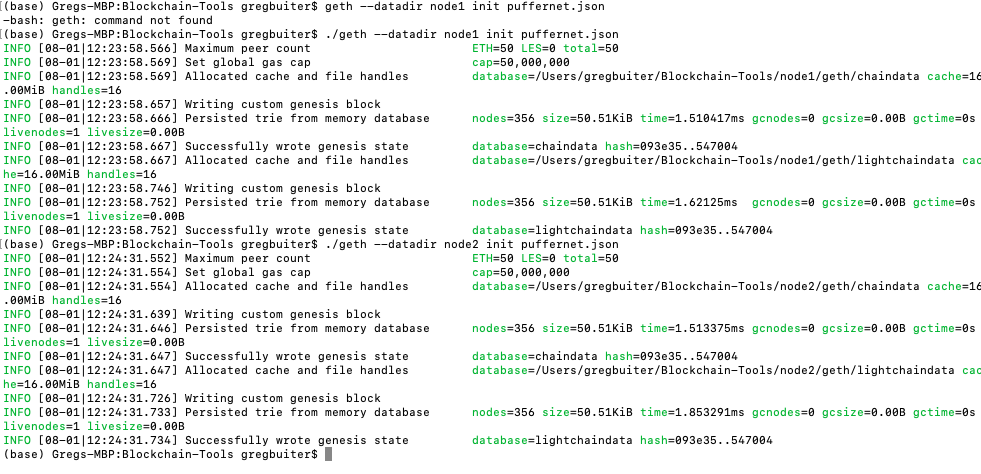 [(base) Gregs-MBP:Blockchain-Tools gregbuiter$ geth --datadir node1 init puffernet.json
-bash: geth: command not found
[(base) Gregs-MBP:Blockchain-Tools gregbuiter$ ./geth --datadir node1 init puffernet.json
INFO [08-01|12:23:58.566] Maximum peer count                       ETH=50 LES=0 total=50
INFO [08-01|12:23:58.569] Set global gas cap                       cap=50,000,000
INFO [08-01|12:23:58.569] Allocated cache and file handles         database=/Users/gregbuiter/Blockchain-Tools/node1/geth/chaindata cache=16
.00MiB handles=16
INFO [08-01|12:23:58.657] Writing custom genesis block
INFO [08-01|12:23:58.666] Persisted trie from memory database      nodes=356 size=50.51KiB time=1.510417ms gcnodes=0 gcsize=0.00B gctime=0s
livenodes=1 livesize=0.00B
INFO [08-01|12:23:58.667] Successfully wrote genesis state         database=chaindata hash=093e35..547004
INFO [08-01|12:23:58.667] Allocated cache and file handles         database=/Users/gregbuiter/Blockchain-Tools/node1/geth/lightchaindata cac
he=16.00MiB handles=16
INFO [08-01|12:23:58.746] Writing custom genesis block
INFO [08-01|12:23:58.752] Persisted trie from memory database      nodes=356 size=50.51KiB time=1.62125ms  gcnodes=0 gcsize=0.00B gctime=0s
livenodes=1 livesize=0.00B
INFO [08-01|12:23:58.752] Successfully wrote genesis state         database=lightchaindata hash=093e35..547004
[(base) Gregs-MBP:Blockchain-Tools gregbuiter$ ./geth --datadir node2 init puffernet.json
INFO [08-01|12:24:31.552] Maximum peer count                       ETH=50 LES=0 total=50
INFO [08-01|12:24:31.554] Set global gas cap                       cap=50,000,000
INFO [08-01|12:24:31.554] Allocated cache and file handles         database=/Users/gregbuiter/Blockchain-Tools/node2/geth/chaindata cache=16
.00MiB handles=16
INFO [08-01|12:24:31.639] Writing custom genesis block
INFO [08-01|12:24:31.646] Persisted trie from memory database      nodes=356 size=50.51KiB time=1.513375ms gcnodes=0 gcsize=0.00B gctime=0s
livenodes=1 livesize=0.00B
INFO [08-01|12:24:31.647] Successfully wrote genesis state         database=chaindata hash=093e35..547004
INFO [08-01|12:24:31.647] Allocated cache and file handles         database=/Users/gregbuiter/Blockchain-Tools/node2/geth/lightchaindata cac
he=16.00MiB handles=16
INFO [08-01|12:24:31.726] Writing custom genesis block
INFO [08-01|12:24:31.733] Persisted trie from memory database      nodes=356 size=50.51KiB time=1.853291ms gcnodes=0 gcsize=0.00B gctime=0s
livenodes=1 livesize=0.00B
INFO [08-01|12:24:31.734] Successfully wrote genesis state         database=lightchaindata hash=093e35..547004
(base) Gregs-MBP:Blockchain-Tools gregbuiter$